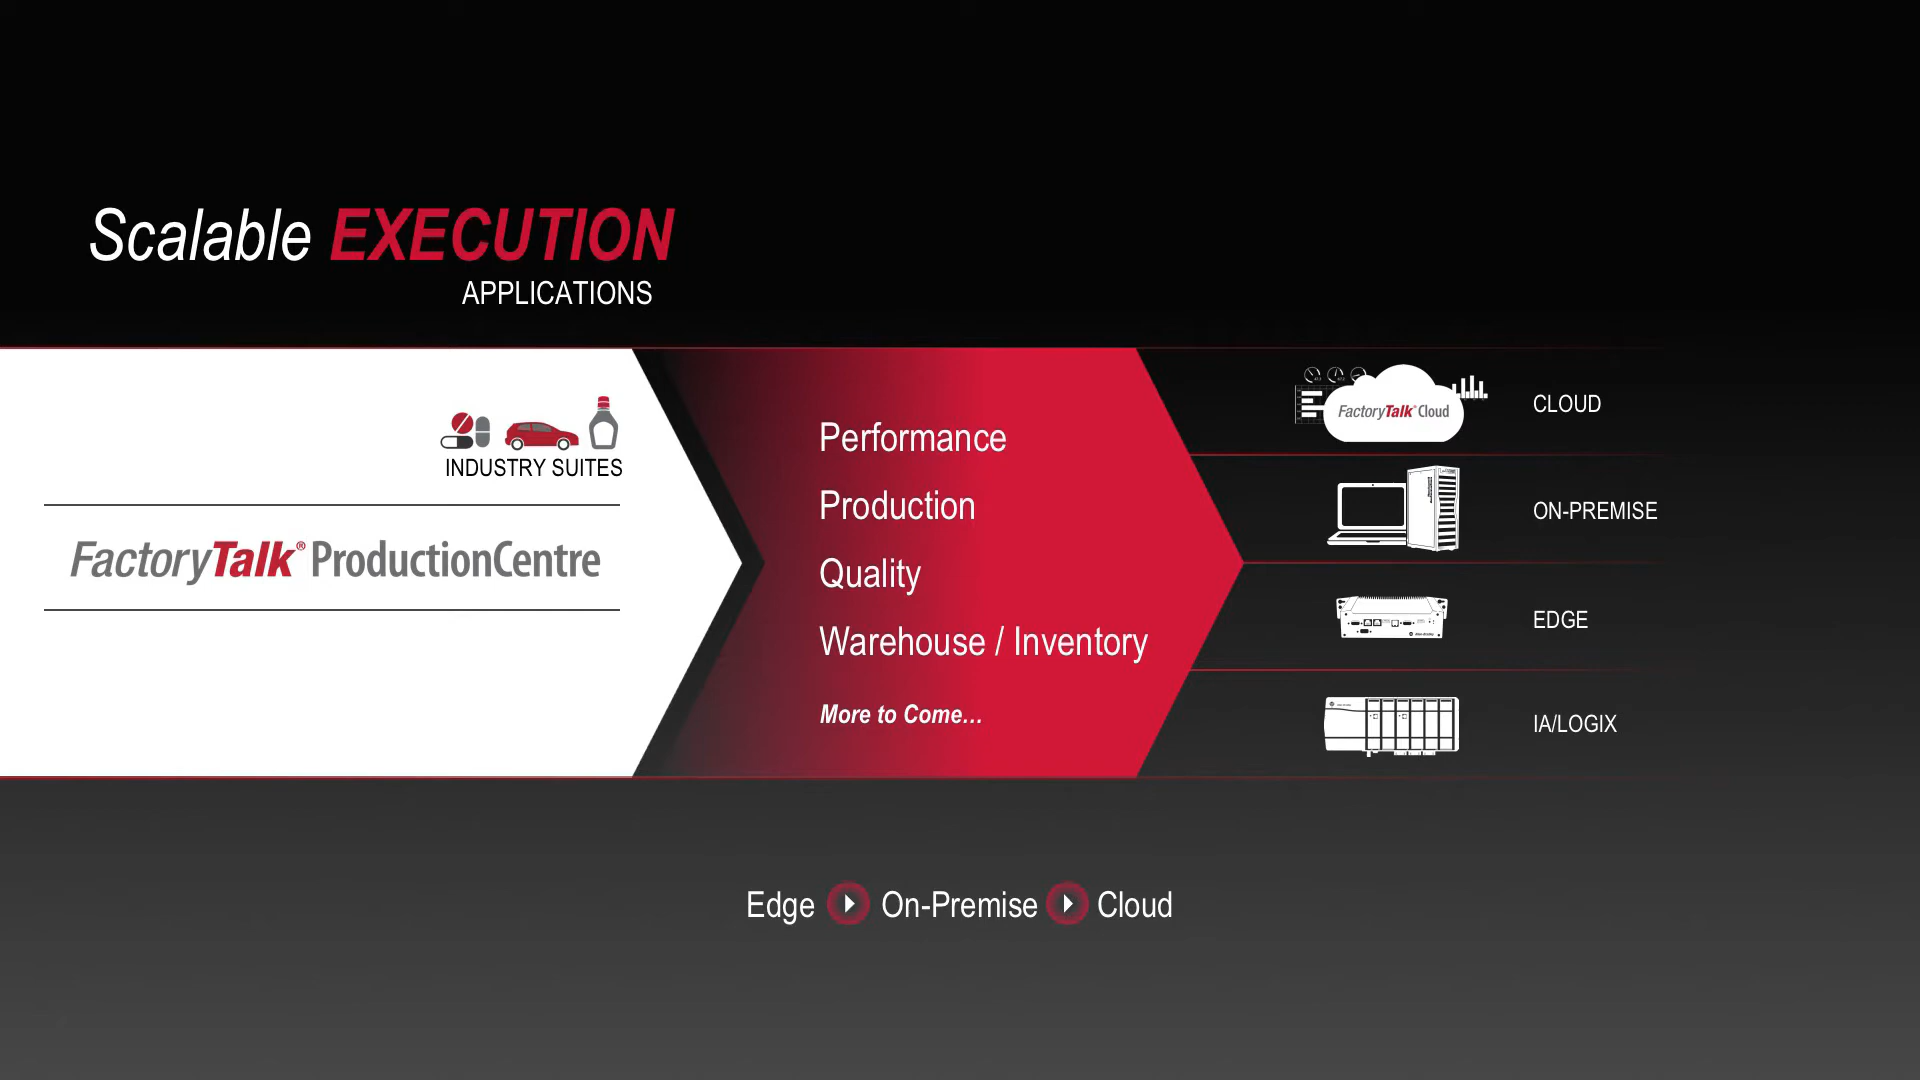 Scalable EXECUTION
APPLICATIONS
INDUSTRY SUITES
FactoryTalk® ProductionCentre
Performance
Production
Quality
Warehouse / Inventory
More to Come...
FactoryTalk Cloud
CLOUD
ON-PREMISE
EDGE
IA/LOGIX
Edge On-Premise Cloud